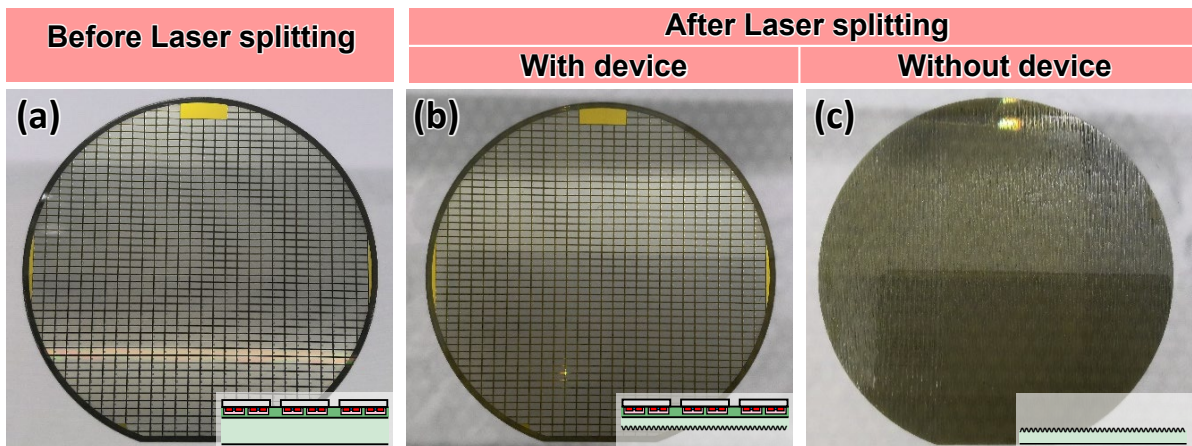 Before Laser splitting
After Laser splitting
With device
Without device
(a)
(b)
(c)